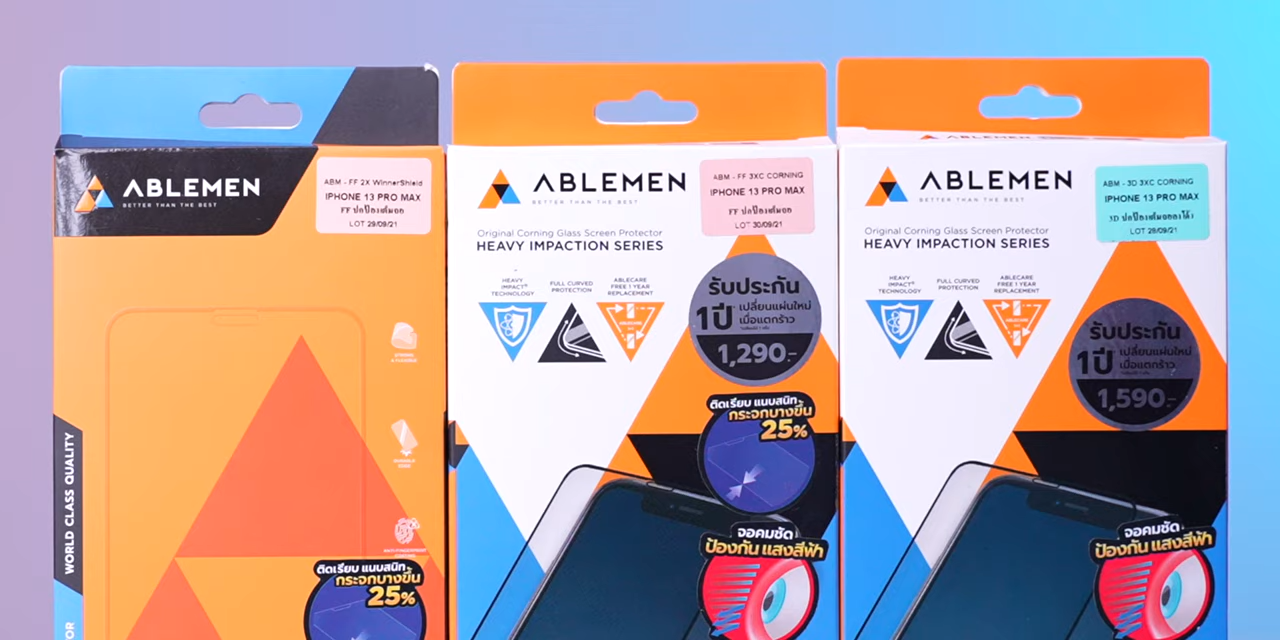 ABLEMEN
BETTER THAN THE BEST
ABM - FF 2X WinnerShield
IPHONE 13 PRO MAX
FF ปกป้องเต็มจอ
LOT 29/09/21
WORLD CLASS QUALITY
ติดเรียบ แนบสนิท
กระจกบางขึ้น
25%
ABLEMEN
BETTER THAN THE BEST
ABM - FF 3XC CORNING
IPHONE 13 PRO MAX
FF ปกป้องเต็มจอ
LOT 30/09/21
Original Corning Glass Screen Protector
HEAVY IMPACTION SERIES
HEAVY
IMPACT®
TECHNOLOGY
FULL CURVED
PROTECTION
ABLECARE
FREE 1 YEAR
REPLACEMENT
รับประกัน
1ปี เปลี่ยนแผ่นใหม่
เมื่อแตกร้าว
1,290.-
ติดเรียบ แนบสนิท
กระจกบางขึ้น
25%
จอคมชัด
ป้องกัน แสงสีฟ้า
ABLEMEN
ABLEMEN
BETTER THAN THE BEST
ABM - 3D 3XC CORNING
IPHONE 13 PRO MAX
LOT 29/09/21
Original Corning Glass Screen Protector
HEAVY IMPACTION SERIES
HEAVY
IMPACT®
TECHNOLOGY
FULL CURVED
PROTECTION
ABLECARE
FREE 1 YEAR
REPLACEMENT
รับประกัน
1ปี เปลี่ยนแผ่นใหม่
เมื่อแตกร้าว
1,590.-
จอคมชัด
ป้องกัน แสงสีฟ้า